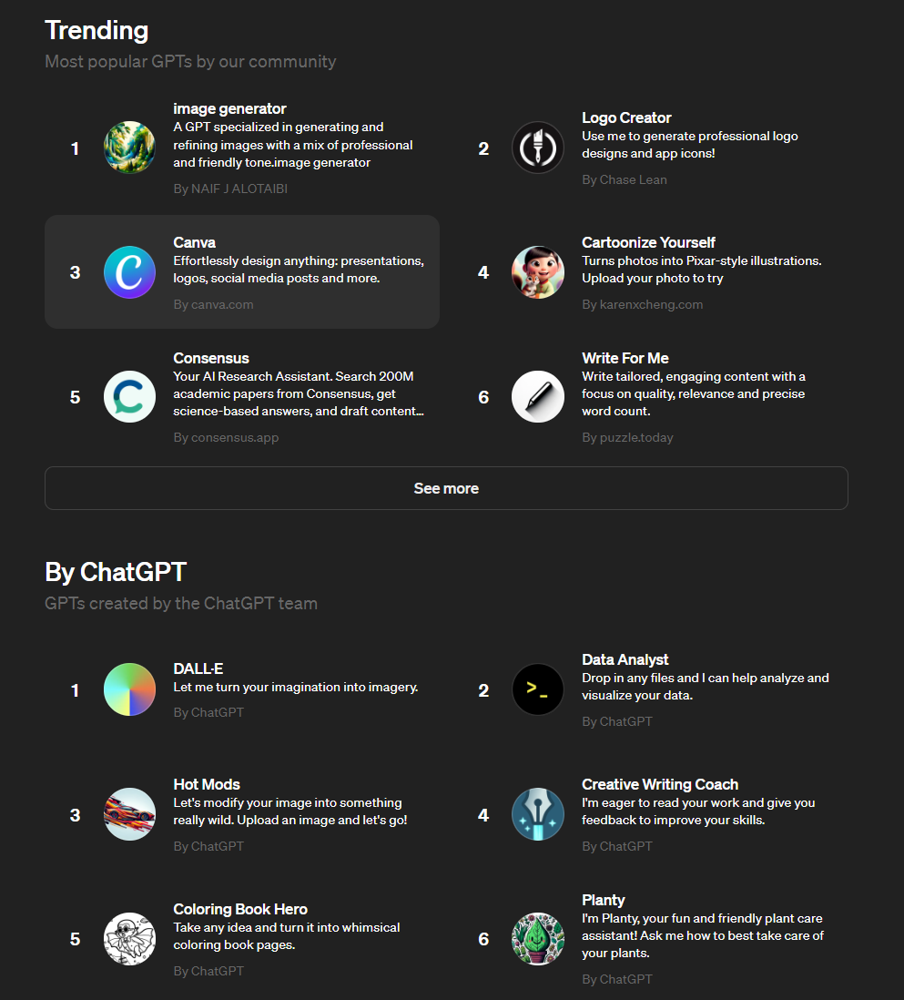 Trending
Most popular GPTs by our community
1
image generator
A GPT specialized in generating and
refining images with a mix of professional
and friendly tone.image generator
By NAIF J ALOTAIBI
2
Logo Creator
Use me to generate professional logo
designs and app icons!
By Chase Lean
3
Canva
Effortlessly design anything: presentations,
logos, social media posts and more.
By canva.com
4
Cartoonize Yourself
Turns photos into Pixar-style illustrations.
Upload your photo to try
By karenxcheng.com
5
Consensus
Your AI Research Assistant. Search 200M
academic papers from Consensus, get
science-based answers, and draft content...
By consensus.app
6
Write For Me
Write tailored, engaging content with a
focus on quality, relevance and precise
word count.
By puzzle.today
See more
By ChatGPT
GPTs created by the ChatGPT team
1
DALL·E
Let me turn your imagination into imagery.
By ChatGPT
2
Data Analyst
Drop in any files and I can help analyze and
visualize your data.
By ChatGPT
3
Hot Mods
Let's modify your image into something
really wild. Upload an image and let's go!
By ChatGPT
4
Creative Writing Coach
I'm eager to read your work and give you
feedback to improve your skills.
By ChatGPT
5
Coloring Book Hero
Take any idea and turn it into whimsical
coloring book pages.
By ChatGPT
6
Planty
I'm Planty, your fun and friendly plant care
assistant! Ask me how to best take care of
your plants.
By ChatGPT